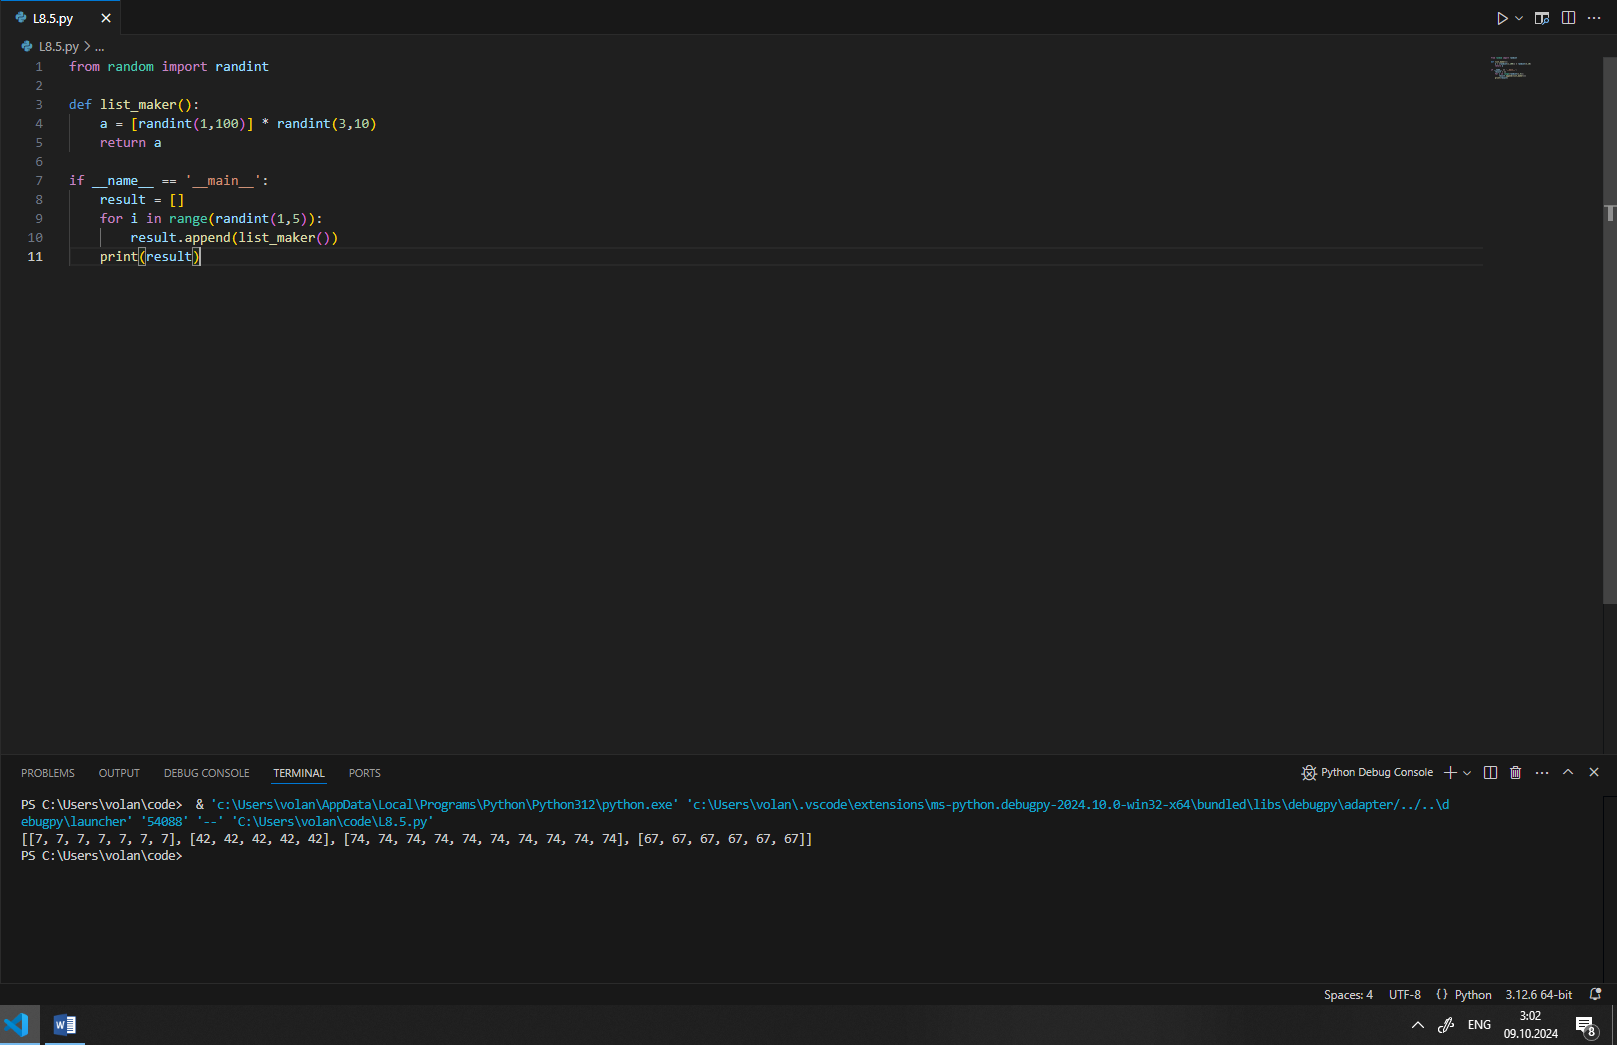 L8.5.py
L8.5.py > ...
1 from random import randint
2
3 def list_maker():
4     a = [randint(1,100)] * randint(3,10)
5     return a
6
7 if __name__ == '__main__':
8     result = []
9     for i in range(randint(1,5)):
10         result.append(list_maker())
11     print(result)
PROBLEMS OUTPUT DEBUG CONSOLE TERMINAL PORTS Python Debug Console
PS C:\Users\volan\code>  & 'c:\Users\volan\AppData\Local\Programs\Python\Python312\python.exe' 'c:\Users\volan\.vscode\extensions\ms-python.debugpy-2024.10.0-win32-x64\bundled\libs\debugpy\adapter/../..\d
ebugpy\launcher' '54088' '--' 'C:\Users\volan\code\L8.5.py'
[[7, 7, 7, 7, 7, 7, 7], [42, 42, 42, 42, 42], [74, 74, 74, 74, 74, 74, 74, 74, 74, 74], [67, 67, 67, 67, 67, 67]]
PS C:\Users\volan\code>
Spaces: 4 UTF-8 {} Python 3.12.6 64-bit
W
ENG
3:02
09.10.2024
8